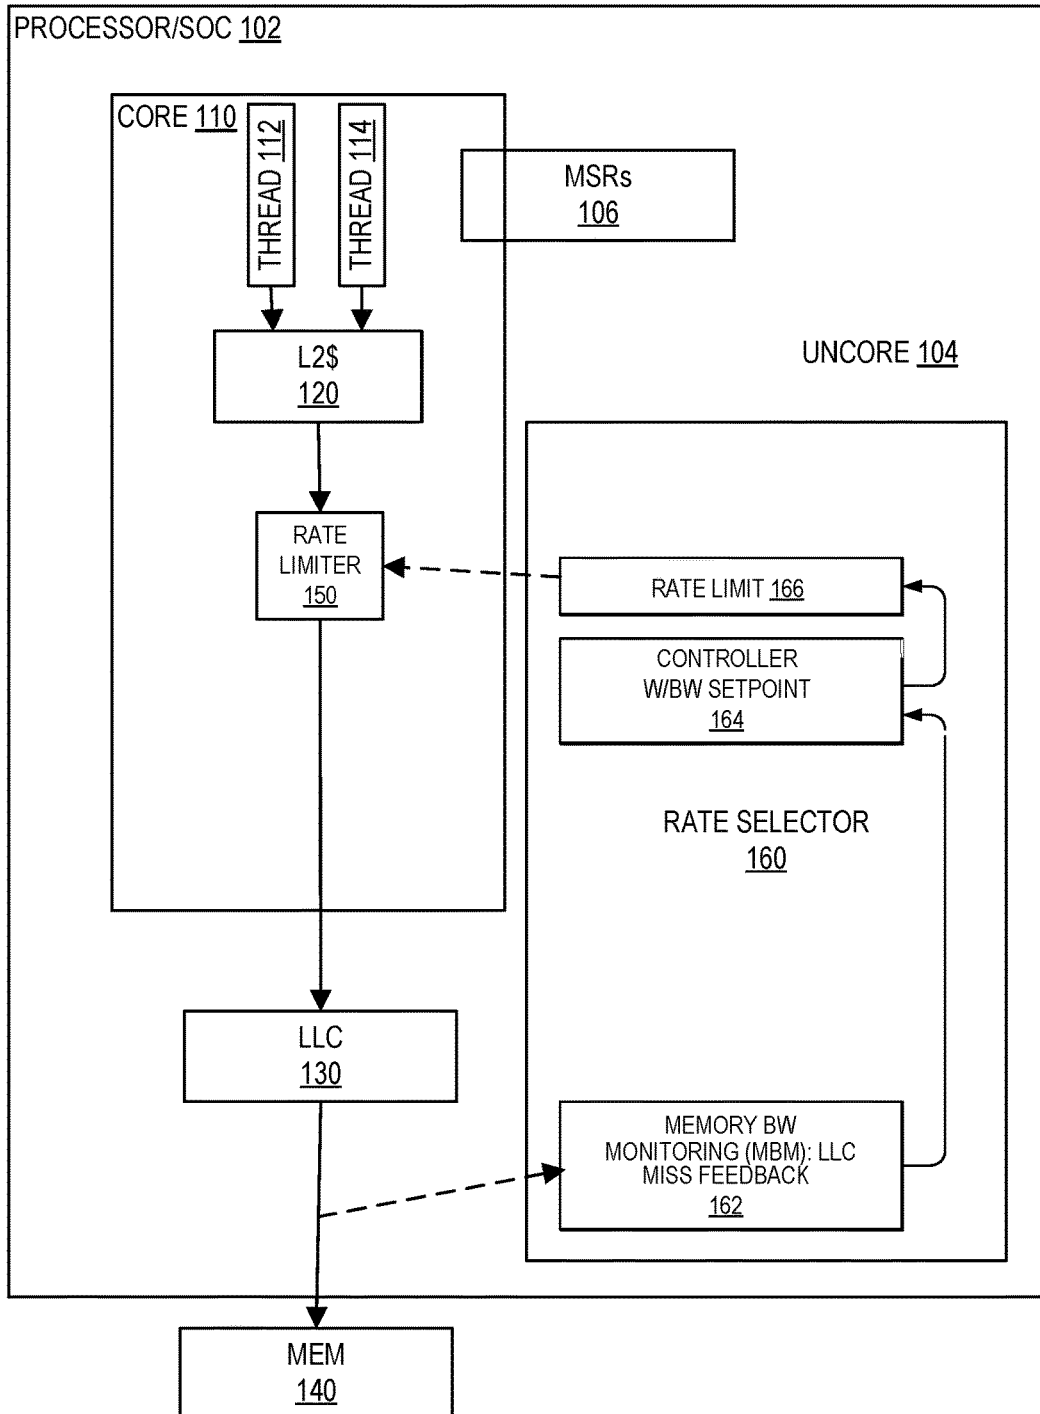 PROCESSOR/SOC 102
CORE 110
THREAD 112
THREAD 114
MSRs
106
L2$
120
UNCORE 104
RATE
LIMITER
150
RATE LIMIT 166
CONTROLLER
W/BW SETPOINT
164
RATE SELECTOR
160
LLC
130
MEMORY BW
MONITORING (MBM): LLC
MISS FEEDBACK
162
MEM
140